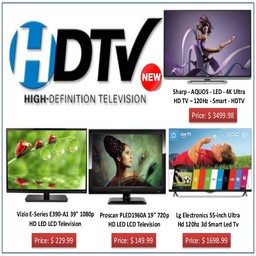 HDTV
NEW
HIGH-DEFINITION TELEVISION
Sharp - AQUOS - LED - 4K Ultra
HD TV – 120Hz - Smart - HDTV
Price: $ 3499.98
Vizio E-Series E390-A1 39" 1080p
HD LED LCD Television
Price: $ 229.99
Proscan PLED1960A 19" 720p
HD LED LCD Television
Price: $ 149.99
Lg Electronics 55-inch Ultra
Hd 120hz 3d Smart Led Tv
Price: $ 1698.99